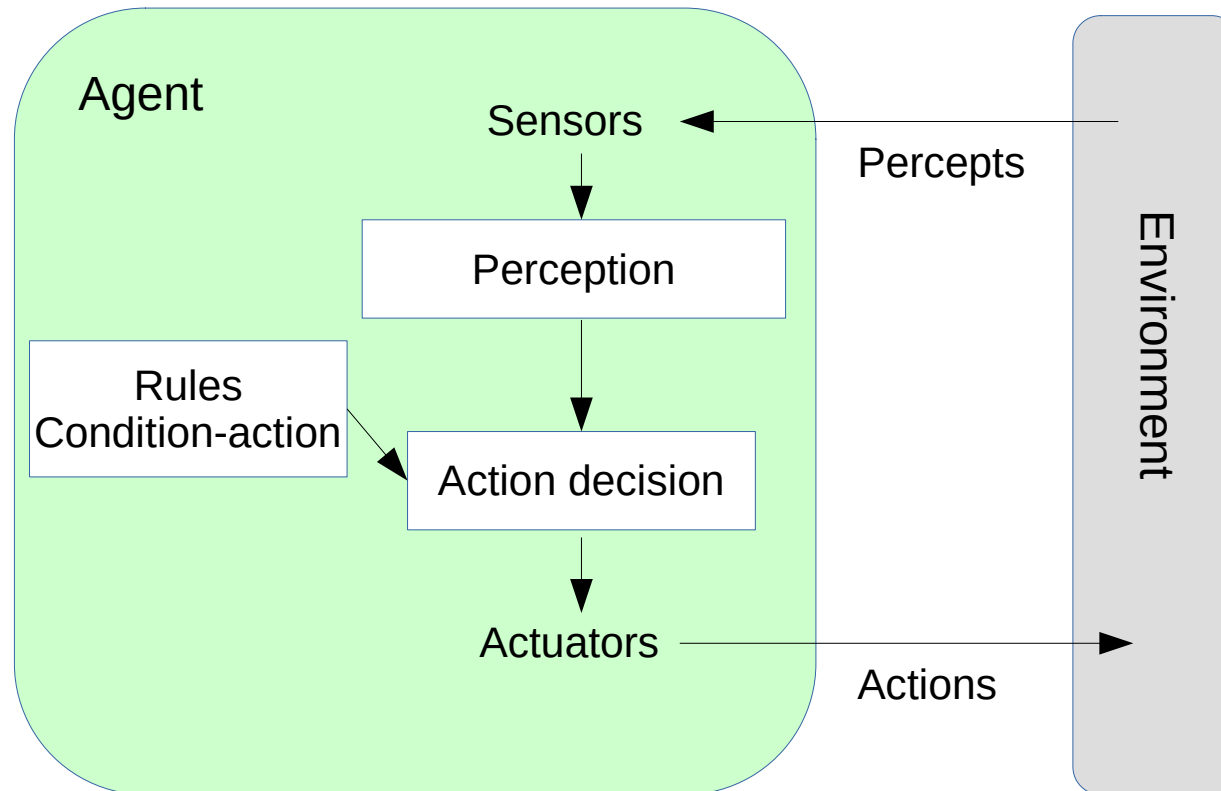 Agent
Sensors
Percepts
Perception
Environment
Rules
Condition-action
Action decision
Actuators
Actions